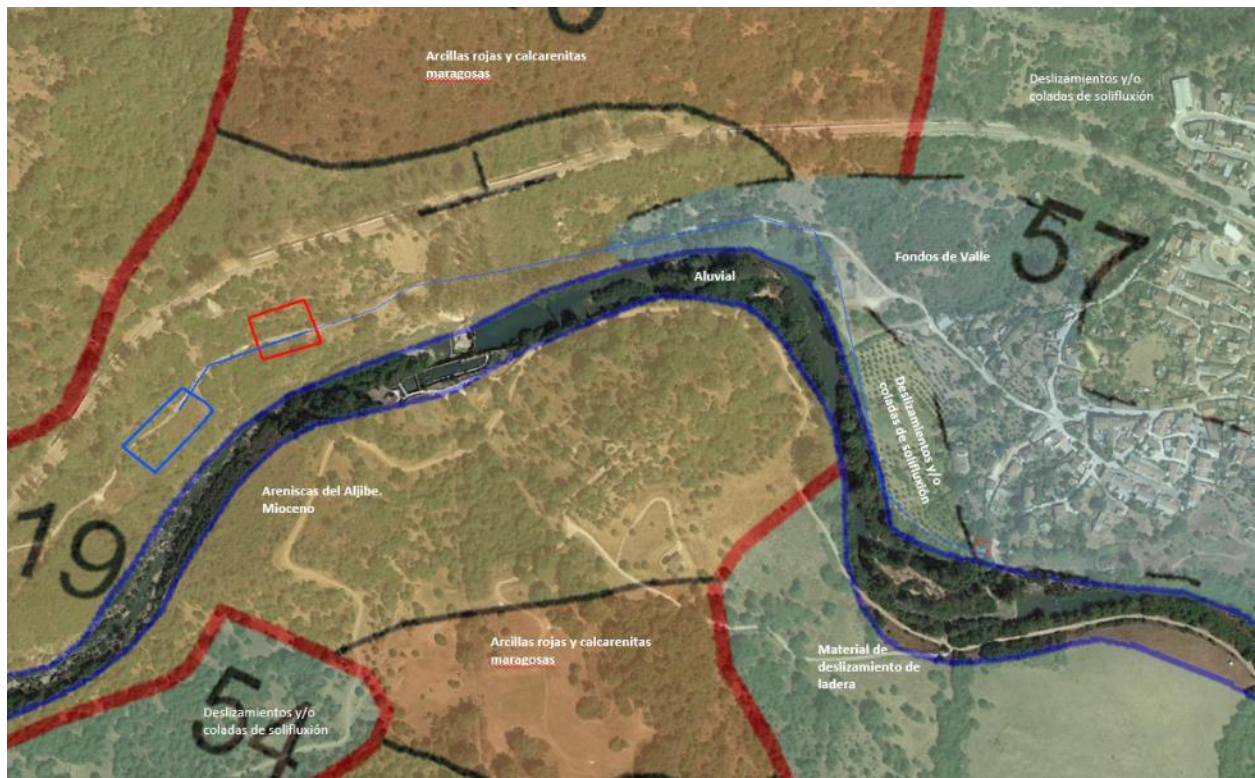 Arcillas rojas y calcarenitas
maragosas
Deslizamientos y/o
coladas de solifluxión
57
Fondos de Valle
Aluvial
Deslizamientos y/o
coladas de solifluxión
Areniscas del Aljibe.
Mioceno
19
Arcillas rojas y calcarenitas
maragosas
Material de
deslizamiento de
ladera
54
Deslizamientos y/o
coladas de solifluxión